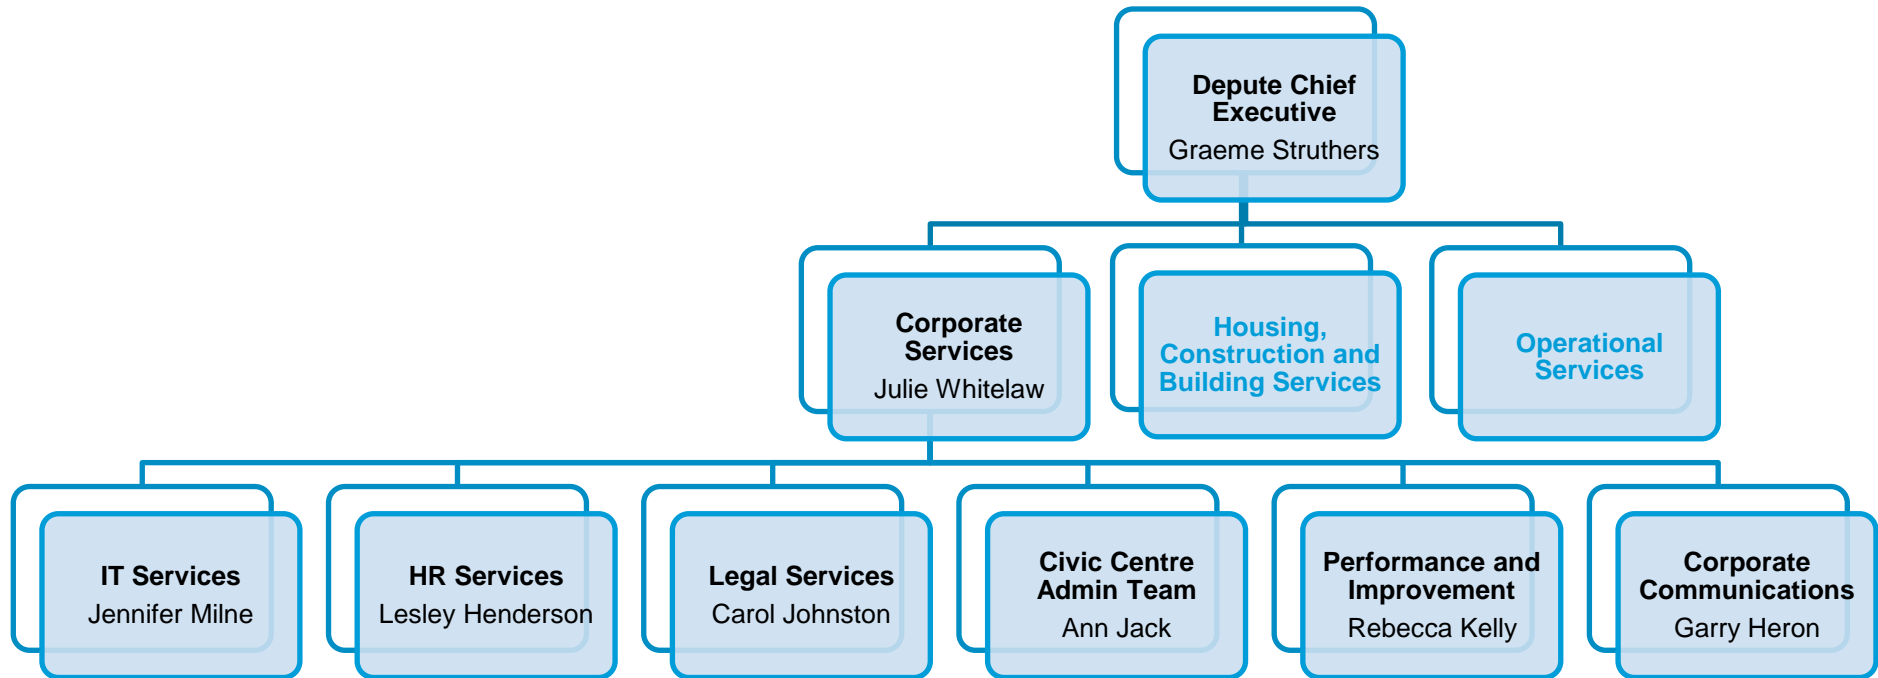 Depute Chief
Executive
Graeme Struthers
Corporate
Services
Julie Whitelaw
Housing,
Construction and
Building Services
Operational
Services
IT Services
Jennifer Milne
HR Services
Lesley Henderson
Legal Services
Carol Johnston
Civic Centre
Admin Team
Ann Jack
Performance and
Improvement
Rebecca Kelly
Corporate
Communications
Garry Heron